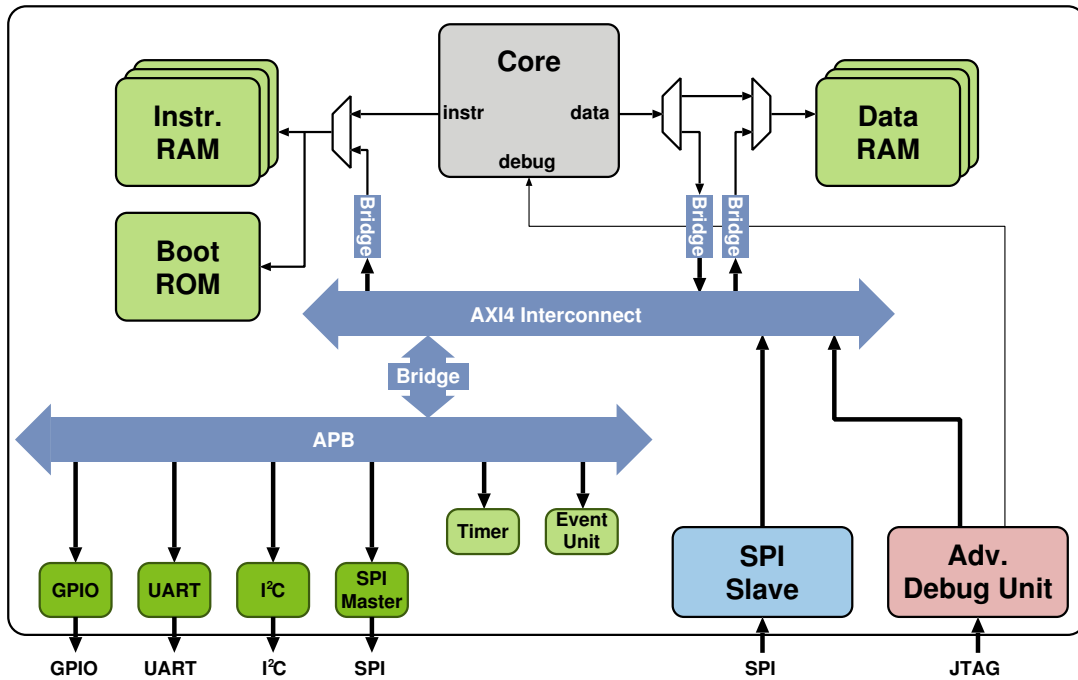 Core
instr
data
debug
Instr.
RAM
Data
RAM
Boot
ROM
Bridge
Bridge
Bridge
AXI4 Interconnect
Bridge
APB
Timer
Event
Unit
GPIO
UART
I²C
SPI
Master
SPI
Slave
Adv.
Debug Unit
GPIO
UART
I²C
SPI
SPI
JTAG